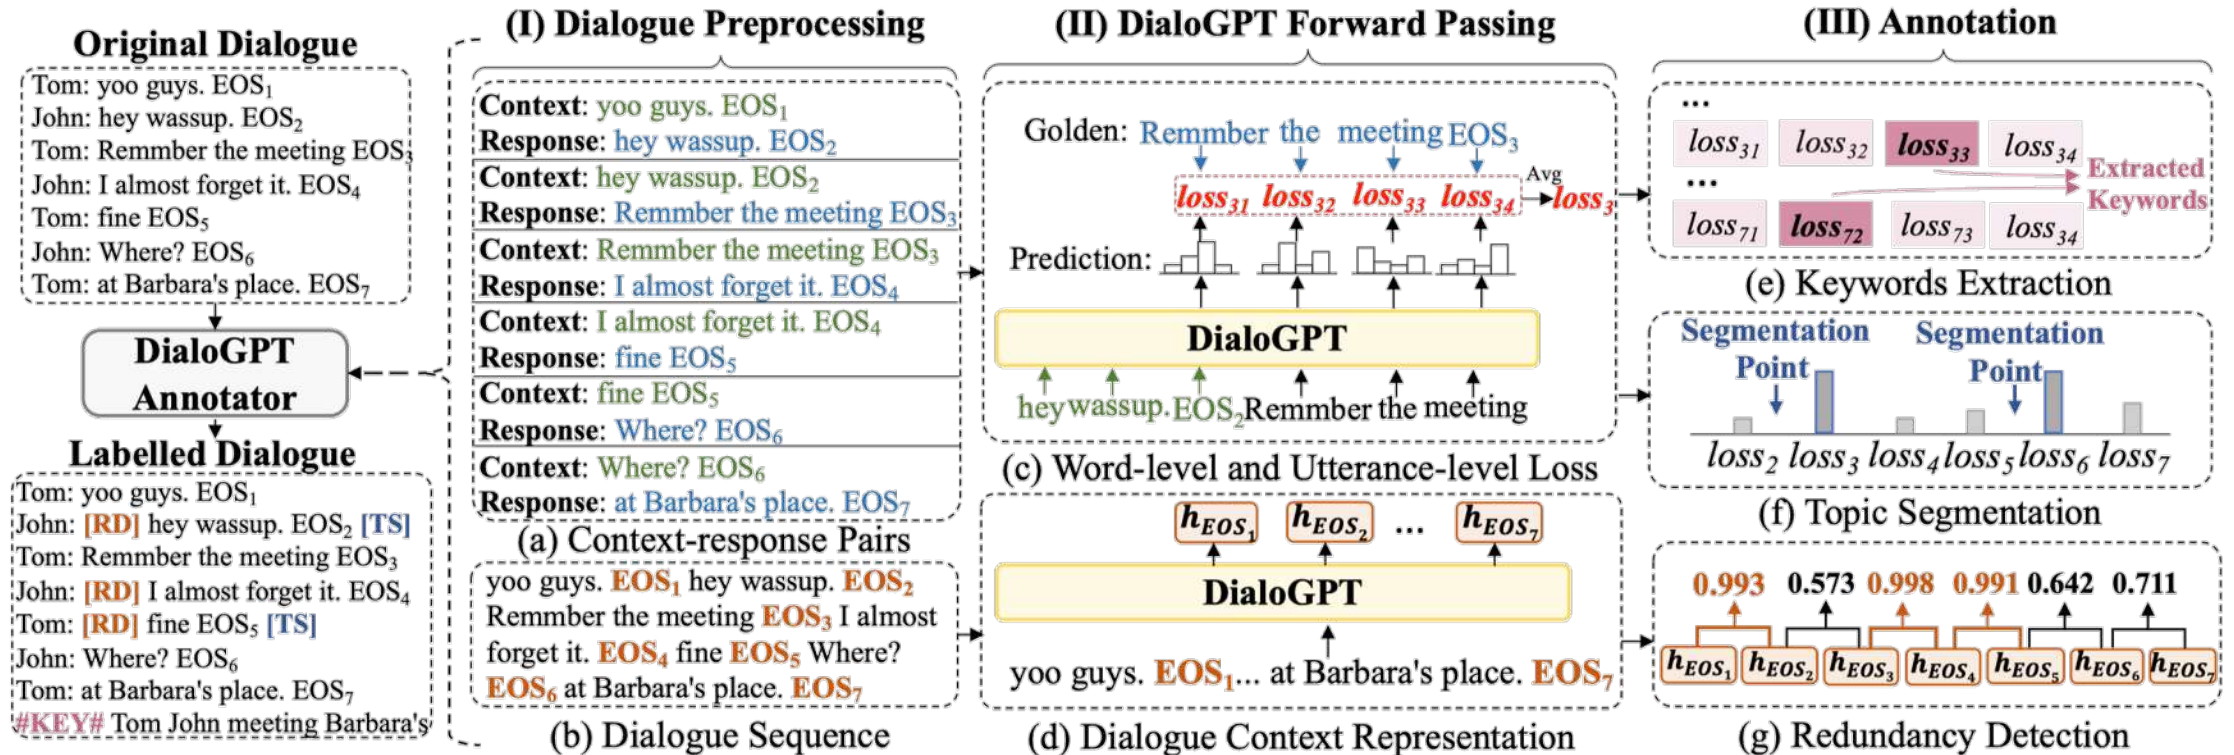 Original Dialogue
Tom: yoo guys. EOS1
John: hey wassup. EOS2
Tom: Remmber the meeting EOS3
John: I almost forget it. EOS4
Tom: fine EOS5
John: Where? EOS6
Tom: at Barbara's place. EOS7
DialoGPT
Annotator
Labelled Dialogue
Tom: yoo guys. EOS1
John: [RD] hey wassup. EOS2 [TS]
Tom: Remmber the meeting EOS3
John: [RD] I almost forget it. EOS4
Tom: [RD] fine EOS5 [TS]
John: Where? EOS6
Tom: at Barbara's place. EOS7
#KEY# Tom John meeting Barbara's
(I) Dialogue Preprocessing
Context: yoo guys. EOS1
Response: hey wassup. EOS2
Context: hey wassup. EOS2
Response: Remmber the meeting EOS3
Context: Remmber the meeting EOS3
Response: I almost forget it. EOS4
Context: I almost forget it. EOS4
Response: fine EOS5
Context: fine EOS5
Response: Where? EOS6
Context: Where? EOS6
Response: at Barbara's place. EOS7
(a) Context-response Pairs
yoo guys. EOS1 hey wassup. EOS2
Remmber the meeting EOS3 I almost
forget it. EOS4 fine EOS5 Where?
EOS6 at Barbara's place. EOS7
(b) Dialogue Sequence
(II) DialoGPT Forward Passing
Golden: Remmber the meeting EOS3
loss31 loss32 loss33 loss34 Avg loss3
Prediction:
DialoGPT
hey wassup. EOS2 Remmber the meeting
(c) Word-level and Utterance-level Loss
hEOS1 hEOS2 ... hEOS7
DialoGPT
yoo guys. EOS1... at Barbara's place. EOS7
(d) Dialogue Context Representation
(III) Annotation
...
loss31 loss32 loss33 loss34
Extracted
...
Keywords
loss71 loss72 loss73 loss34
(e) Keywords Extraction
Segmentation
Point
Segmentation
Point
loss2 loss3 loss4 loss5 loss6 loss7
(f) Topic Segmentation
0.993 0.573 0.998 0.991 0.642 0.711
hEOS1 hEOS2 hEOS3 hEOS4 hEOS5 hEOS6 hEOS7
(g) Redundancy Detection